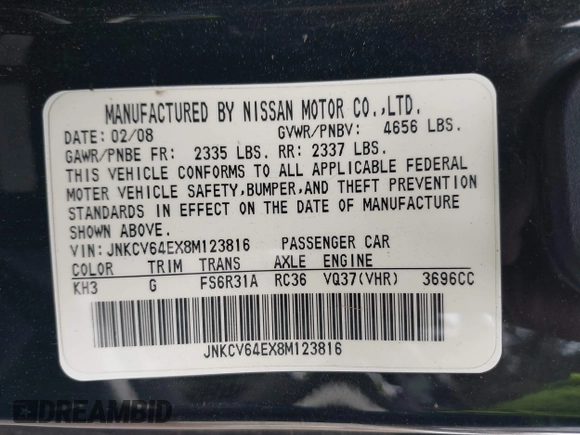 MANUFACTURED BY NISSAN MOTOR CO.,LTD.
DATE: 02/08 GVWR/PNBV: 4656 LBS.
GAWR/PNBE FR: 2335 LBS. RR: 2337 LBS.
THIS VEHICLE CONFORMS TO ALL APPLICABLE FEDERAL
MOTOR VEHICLE SAFETY,BUMPER,AND THEFT PREVENTION
STANDARDS IN EFFECT ON THE DATE OF MANUFACTURE
SHOWN ABOVE.
VIN: JNKCV64EX8M123816 PASSENGER CAR
COLOR TRIM TRANS AXLE ENGINE
KH3 G FS6R31A RC36 VQ37(VHR) 3696CC
JNKCV64EX8M123816
DREAMBID